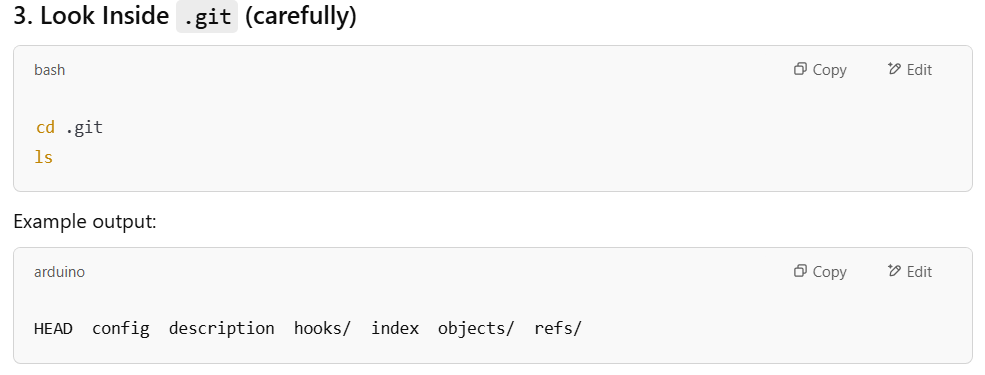 3. Look Inside .git (carefully)
bash
Copy
Edit
cd .git
ls
Example output:
arduino
Copy
Edit
HEAD  config  description  hooks/  index  objects/  refs/